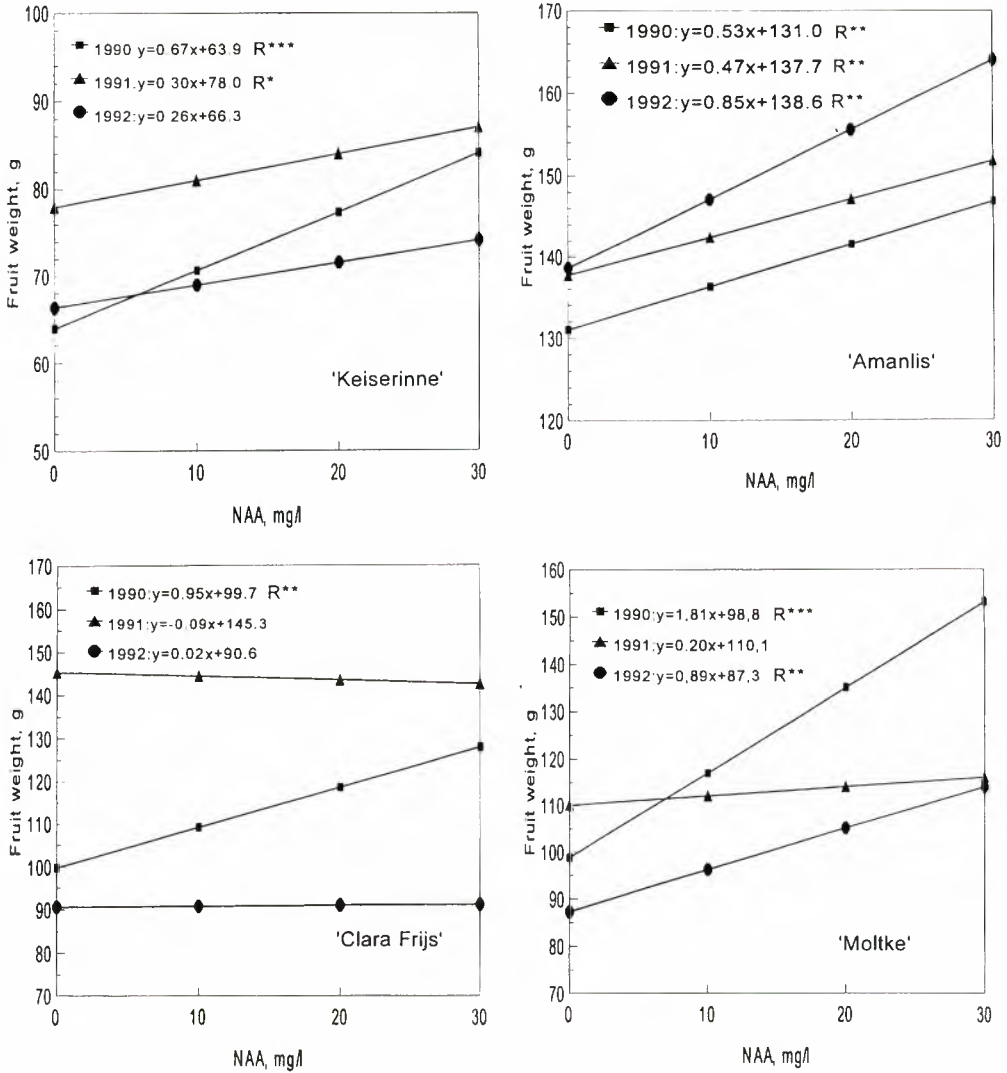 100
90
80
70
60
50
Fruit weight, g
1990 y=0 67x+63.9 R***
1991.y=0 30x+78 0 R*
1992:y=0 26x+66.3
'Keiserinne'
0 10 20 30
NAA, mg/l
170
160
150
140
130
120
Fruit weight, g
1990:y=0.53x+131.0 R**
1991:y=0.47x+137.7 R**
1992:y=0.85x+138.6 R**
'Amanlis'
0 10 20 30
NAA, mg/l
170
160
150
140
130
120
110
100
90
80
70
Fruit weight, g
1990:y=0.95x+99.7 R**
1991:y=-0.09x+145.3
1992:y=0.02x+90.6
'Clara Frijs'
0 10 20 30
NAA, mg/l
160
150
140
130
120
110
100
90
80
70
Fruit weight, g
1990:y=1,81x+98,8 R***
1991:y=0.20x+110,1
1992:y=0,89x+87,3 R**
'Moltke'
0 10 20 30
NAA, mg/l